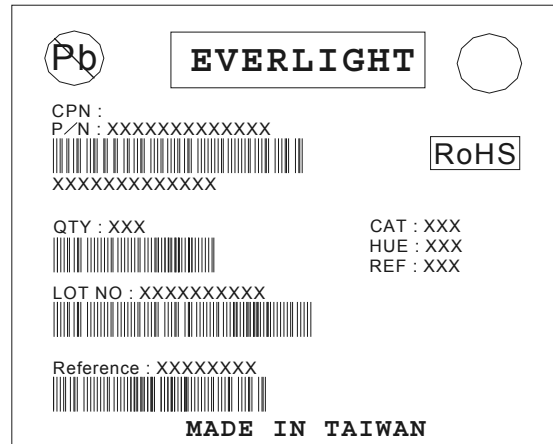 Pb
EVERLIGHT
CPN :
P/N : XXXXXXXXXXXXX
RoHS
XXXXXXXXXXXXX
QTY : XXX
CAT : XXX
HUE : XXX
REF : XXX
LOT NO : XXXXXXXXXX
Reference : XXXXXXXX
MADE IN TAIWAN